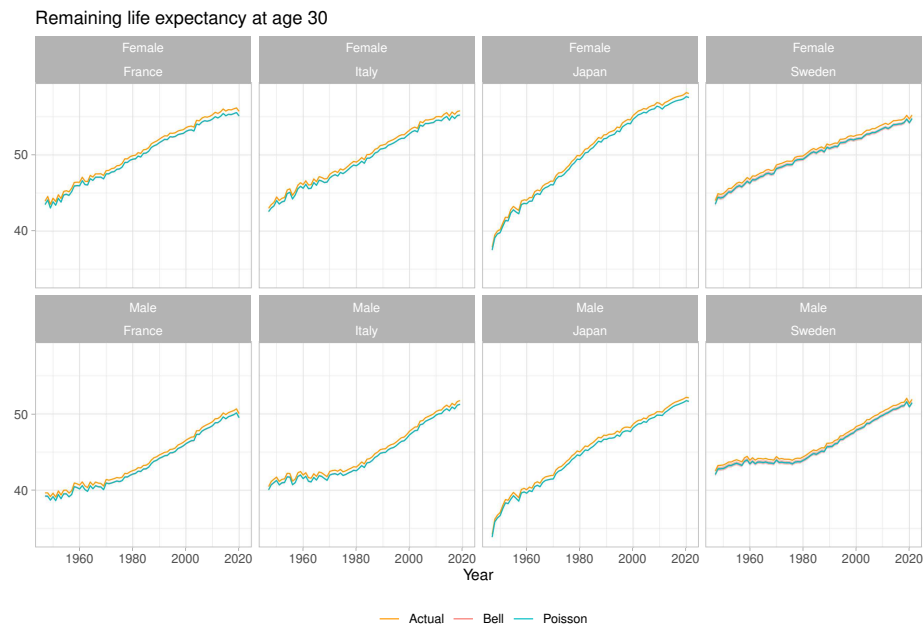 Remaining life expectancy at age 30
Female Female Female Female
France Italy Japan Sweden
50
40
Male Male Male Male
France Italy Japan Sweden
50
40
1960 1980 2000 2020 1960 1980 2000 2020 1960 1980 2000 2020 1960 1980 2000 2020
Year
Actual Bell Poisson